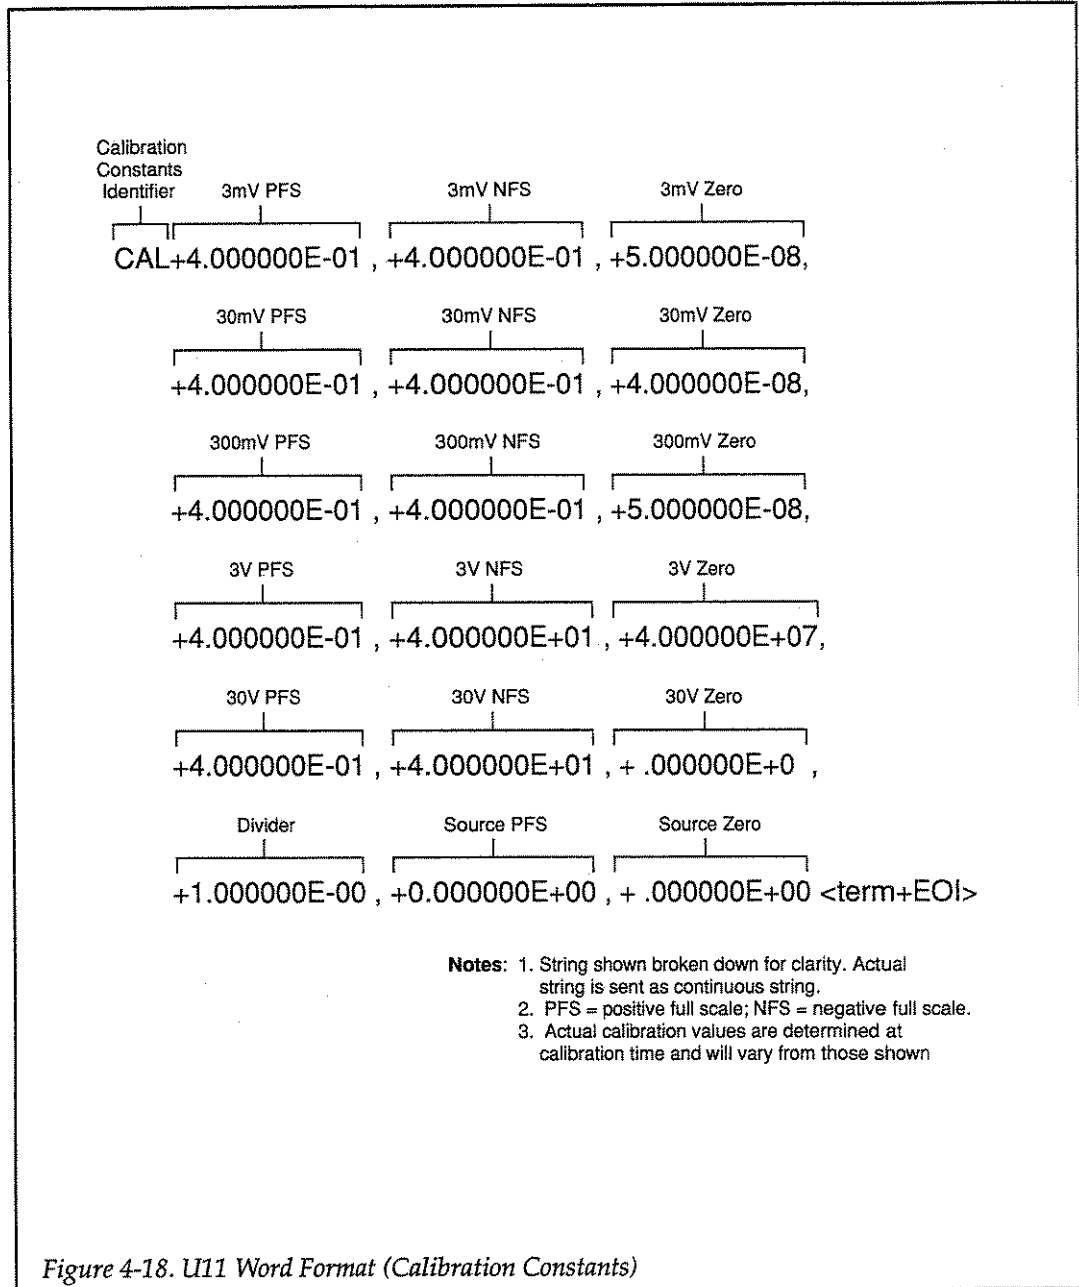 Calibration
Constants
Identifier 3mV PFS 3mV NFS 3mV Zero
CAL+4.000000E-01 , +4.000000E-01 , +5.000000E-08,
30mV PFS 30mV NFS 30mV Zero
+4.000000E-01 , +4.000000E-01 , +4.000000E-08,
300mV PFS 300mV NFS 300mV Zero
+4.000000E-01 , +4.000000E-01 , +5.000000E-08,
3V PFS 3V NFS 3V Zero
+4.000000E-01 , +4.000000E+01 , +4.000000E+07,
30V PFS 30V NFS 30V Zero
+4.000000E-01 , +4.000000E+01 , + .000000E+0 ,
Divider Source PFS Source Zero
+1.000000E-00 , +0.000000E+00 , + .000000E+00 <term+EOI>
Notes: 1. String shown broken down for clarity. Actual
string is sent as continuous string.
2. PFS = positive full scale; NFS = negative full scale.
3. Actual calibration values are determined at
calibration time and will vary from those shown
Figure 4-18. U11 Word Format (Calibration Constants)